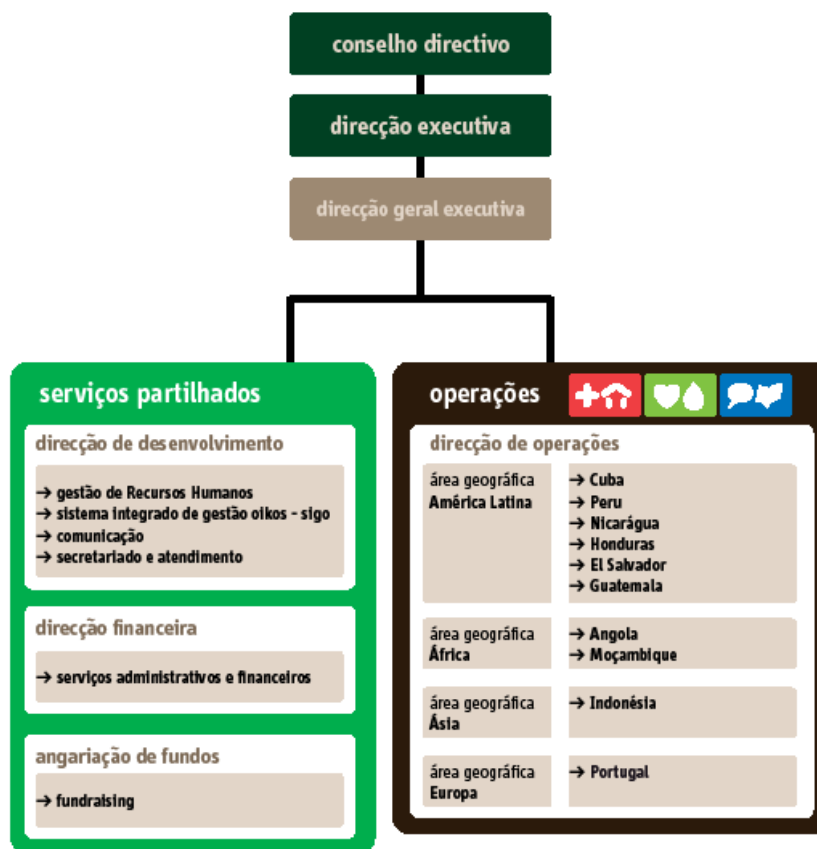 conselho directivo
direcção executiva
direcção geral executiva
serviços partilhados
direcção de desenvolvimento
→ gestão de Recursos Humanos
→ sistema integrado de gestão oikos - sigo
→ comunicação
→ secretariado e atendimento
direcção financeira
→ serviços administrativos e financeiros
angariação de fundos
→ fundraising
operações
direcção de operações
área geográfica
América Latina
→ Cuba
→ Peru
→ Nicarágua
→ Honduras
→ El Salvador
→ Guatemala
área geográfica
África
→ Angola
→ Moçambique
área geográfica
Ásia
→ Indonésia
área geográfica
Europa
→ Portugal